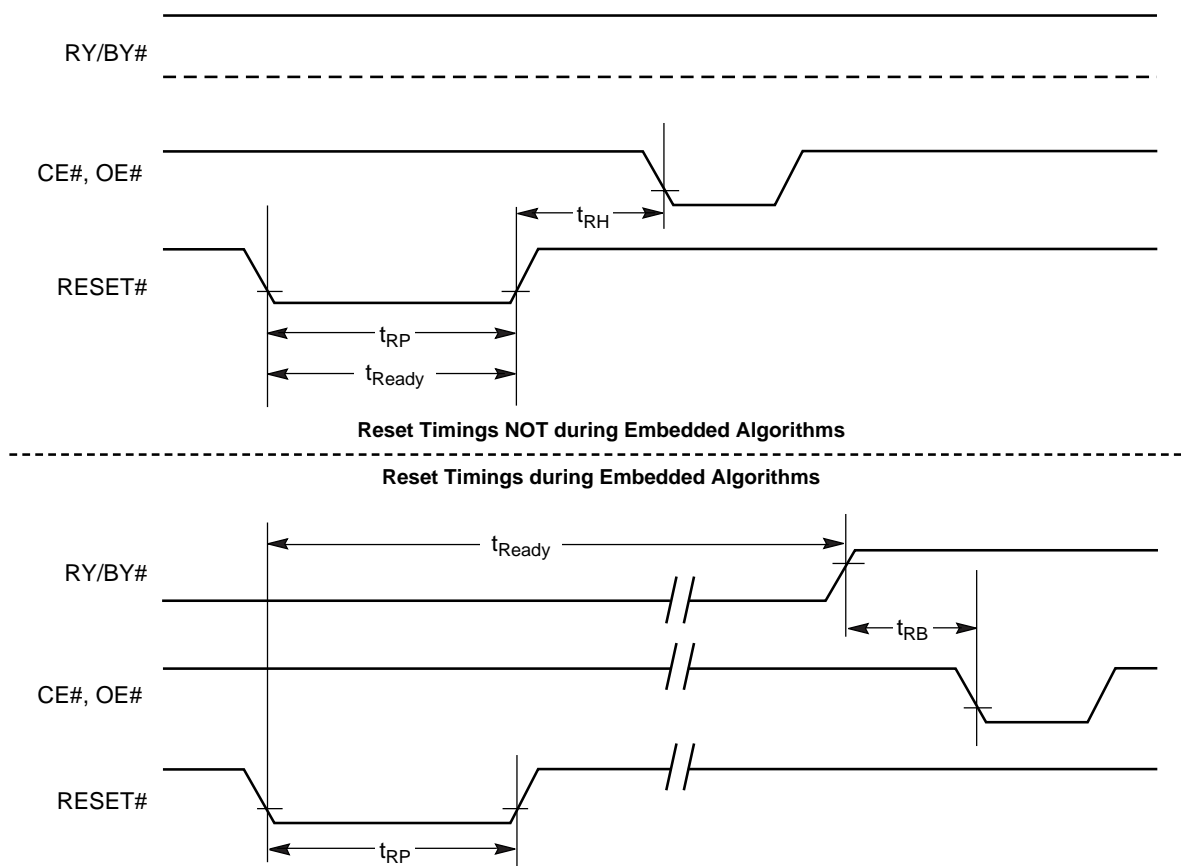 RY/BY#
CE#, OE#
tRH
RESET#
tRP
tReady
Reset Timings NOT during Embedded Algorithms
Reset Timings during Embedded Algorithms
tReady
RY/BY#
tRB
CE#, OE#
RESET#
tRP